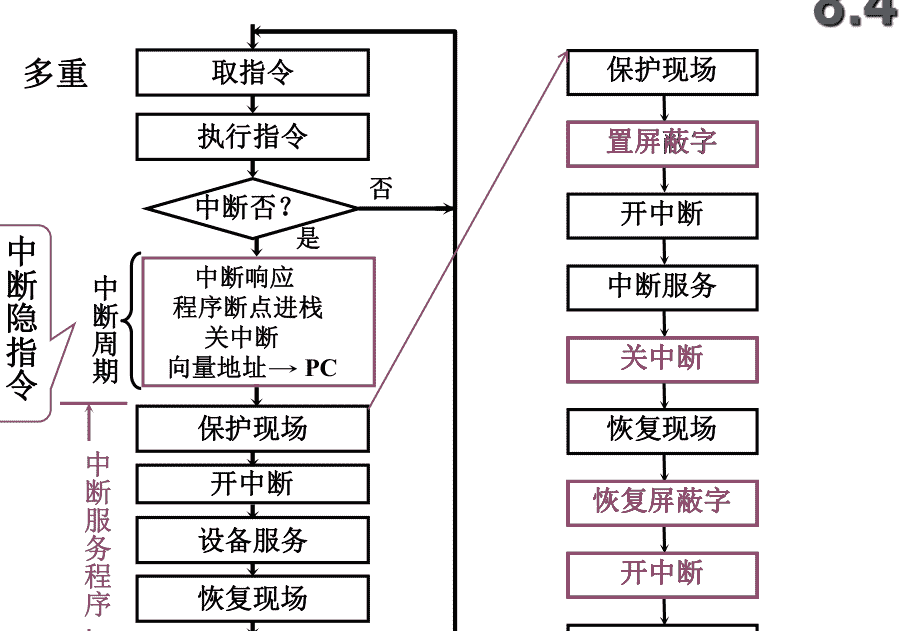 8.4
多重
取指令
执行指令
中断否?
否
是
中断隐指令
中断周期
中断响应
程序断点进栈
关中断
向量地址→ PC
中断服务程序
保护现场
开中断
设备服务
恢复现场
保护现场
置屏蔽字
开中断
中断服务
关中断
恢复现场
恢复屏蔽字
开中断